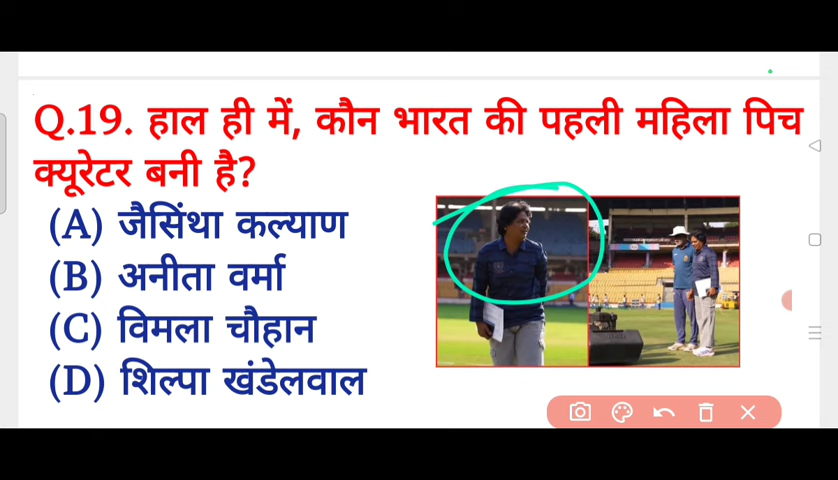 Q.19. हाल ही में, कौन भारत की पहली महिला पिच
क्यूरेटर बनी है?
(A) जैसिंथा कल्याण
(B) अनीता वर्मा
(C) विमला चौहान
(D) शिल्पा खंडेलवाल